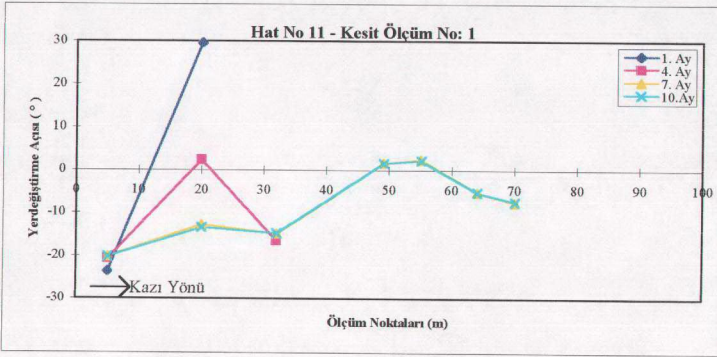 Hat No 11 - Kesit Ölçüm No: 1
1. Ay
4. Ay
7. Ay
10.Ay
Yerdeğiştirme Açısı ( ° )
30
20
10
0
-10
-20
-30
0 10 20 30 40 50 60 70 80 90 100
Kazı Yönü
Ölçüm Noktaları (m)